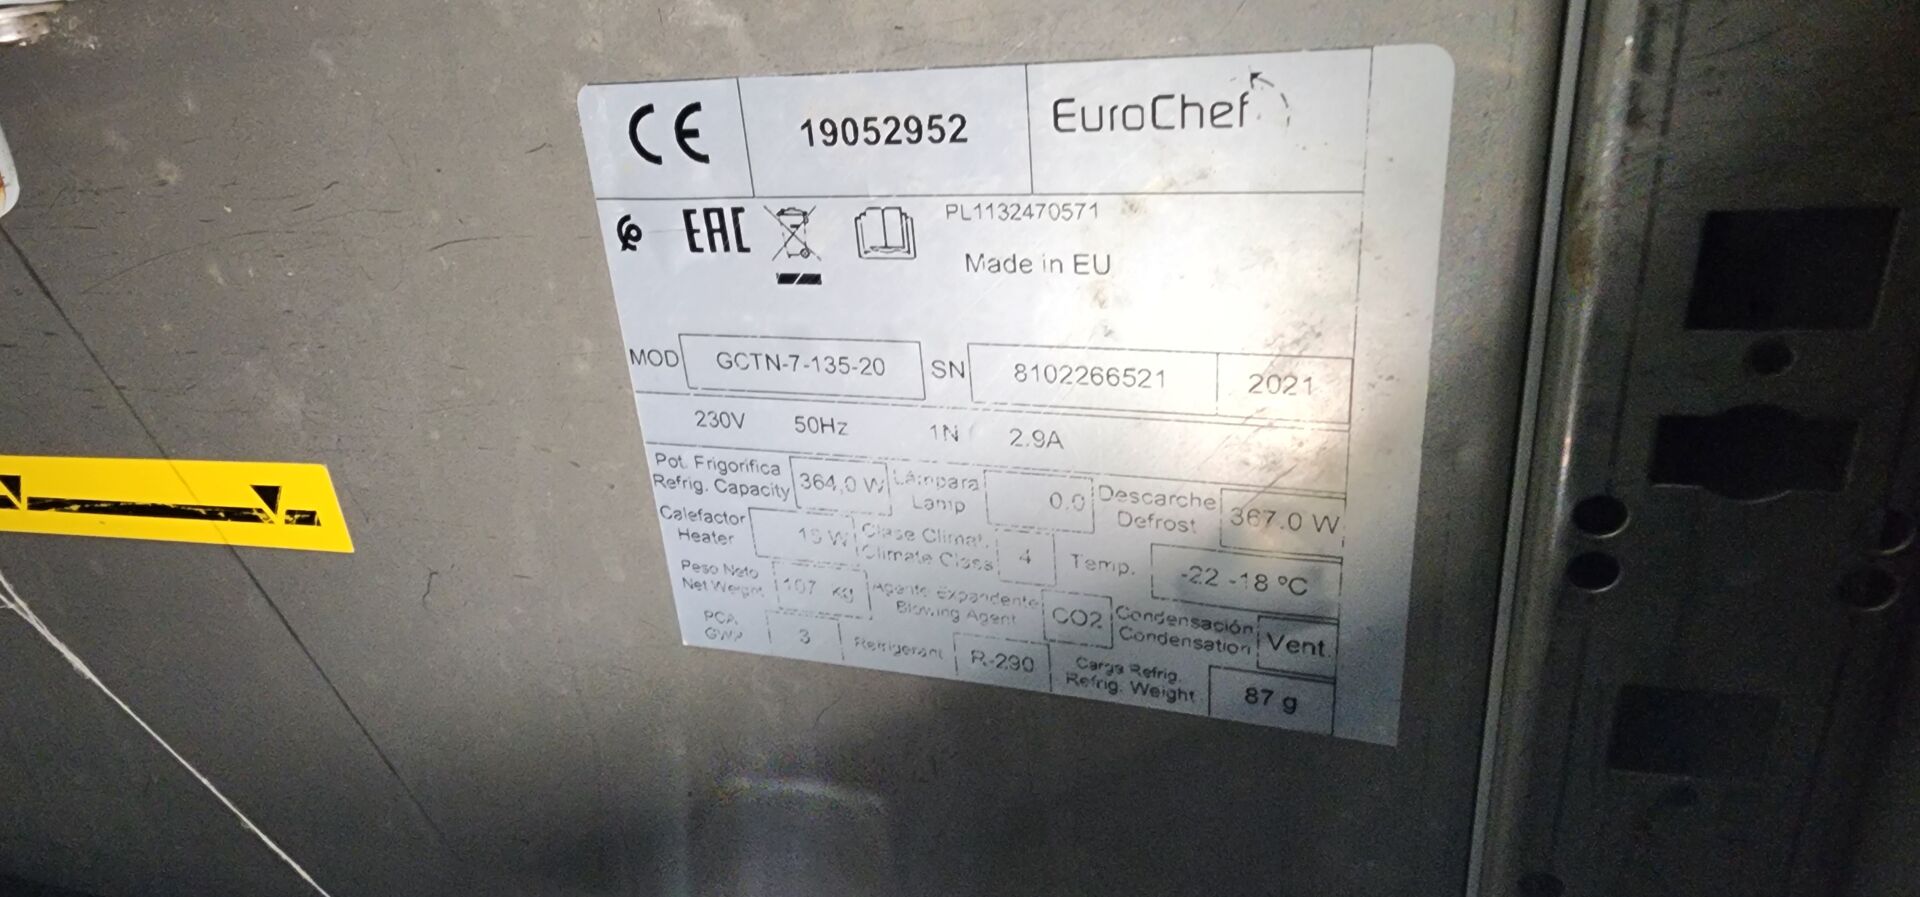 CE
19052952
EuroChef
EAC
PL1132470571
Made in EU
MOD GCTN-7-135-20 SN 8102266521 2021
230V 50Hz 1N 2.9A
Pot. Frigorifica
Refrig. Capacity
364,0 W
Lámpara
Lamp
0.0
Descarche
Defrost
367.0 W
Calefactor
Heater
15 W
Clase Climat.
Climate Class
4
Temp.
-22 -18 ºC
Peso Neto
Net Weight
107 kg
Agente Expandente
Blowing Agent
CO2
Condensación
Condensation
Vent.
PCA
GWP
3
Refrigerant
R-290
Carga Refrig.
Refrig. Weight
87 g